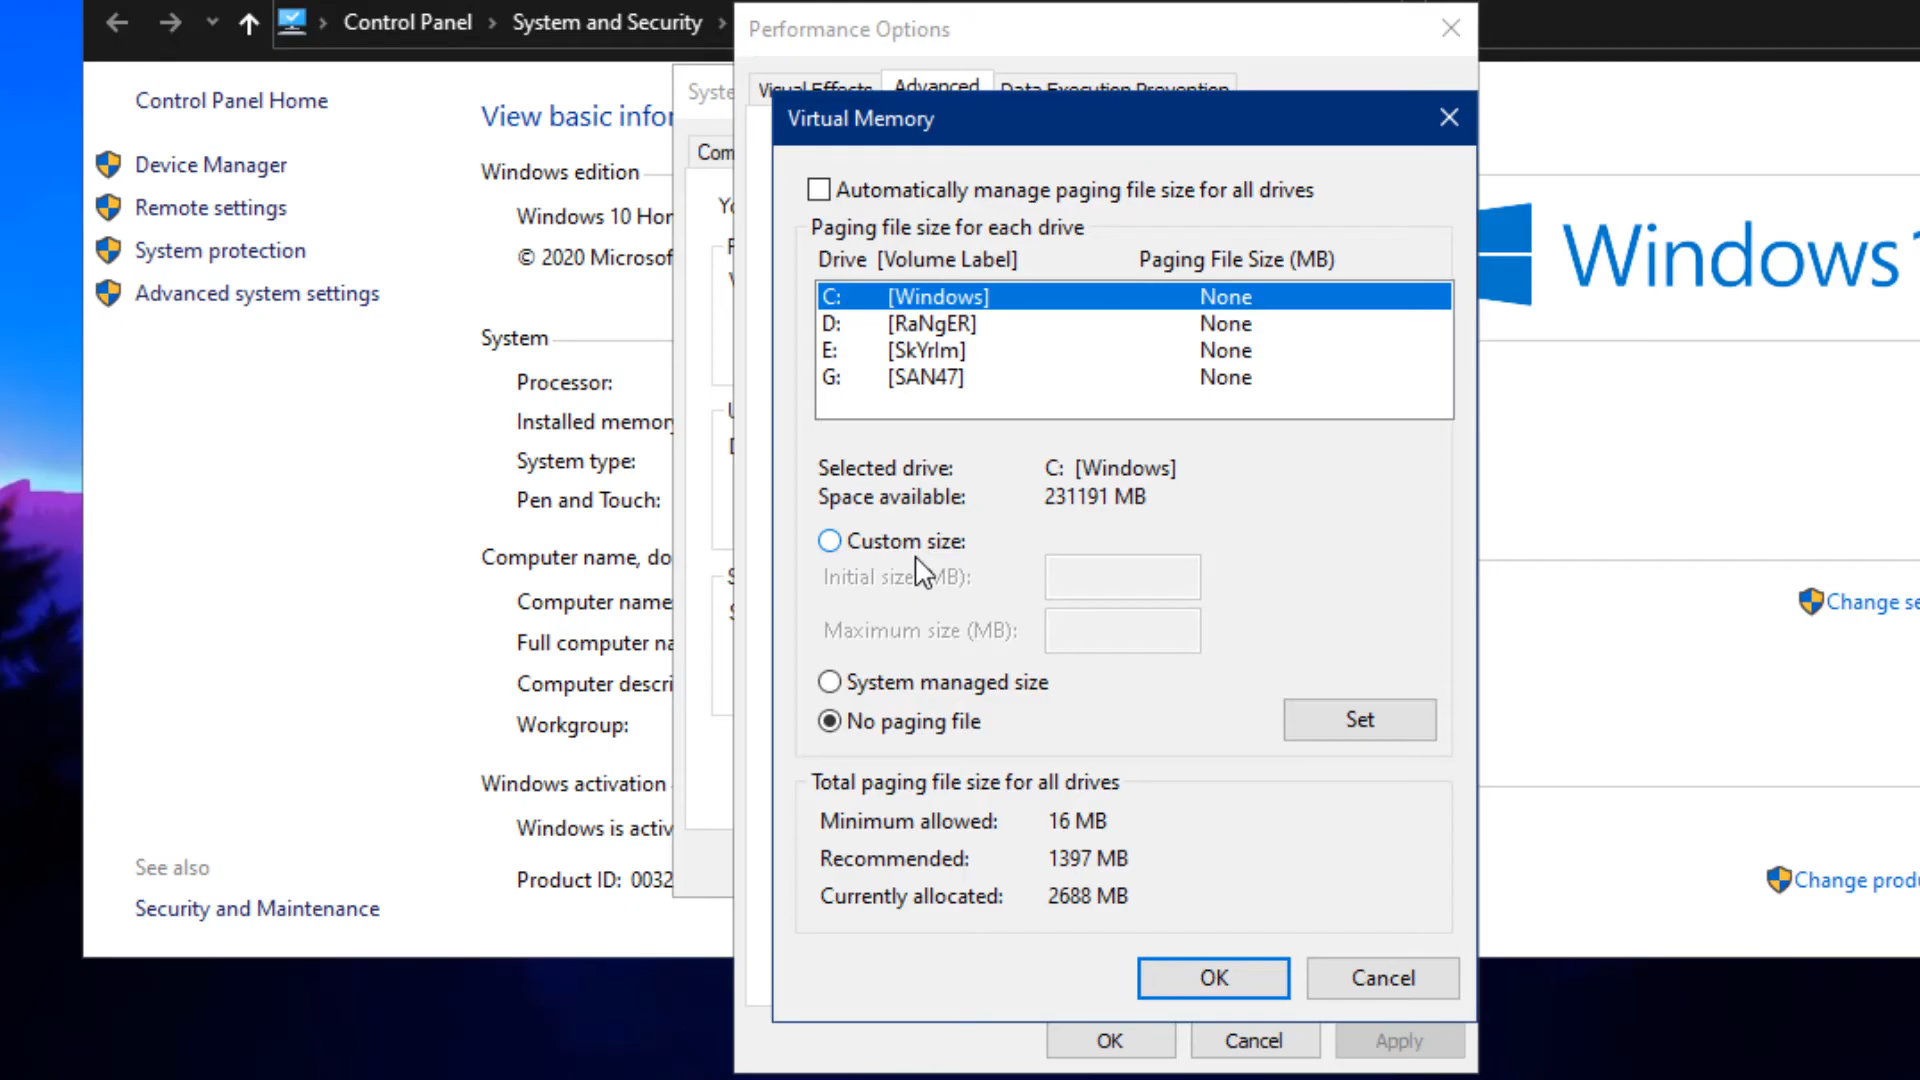 Control Panel > System and Security >
Performance Options
Control Panel Home
Device Manager
Remote settings
System protection
Advanced system settings
See also
Security and Maintenance
View basic infor
Windows edition
Windows 10 Hom
© 2020 Microsof
System
Processor:
Installed memory
System type:
Pen and Touch:
Computer name, do
Computer name
Full computer na
Computer descri
Workgroup:
Windows activation
Windows is activ
Product ID: 0032
Syste
Com
Yo
Visual Effects
Advanced
Data Execution Prevention
Virtual Memory
Automatically manage paging file size for all drives
Paging file size for each drive
Drive [Volume Label] Paging File Size (MB)
C: [Windows] None
D: [RaNgER] None
E: [SkYrIm] None
G: [SAN47] None
Selected drive: C: [Windows]
Space available: 231191 MB
Custom size:
Initial size (MB):
Maximum size (MB):
System managed size
No paging file
Set
Total paging file size for all drives
Minimum allowed: 16 MB
Recommended: 1397 MB
Currently allocated: 2688 MB
OK Cancel
OK Cancel Apply
Windows 1
Change se
Change produ